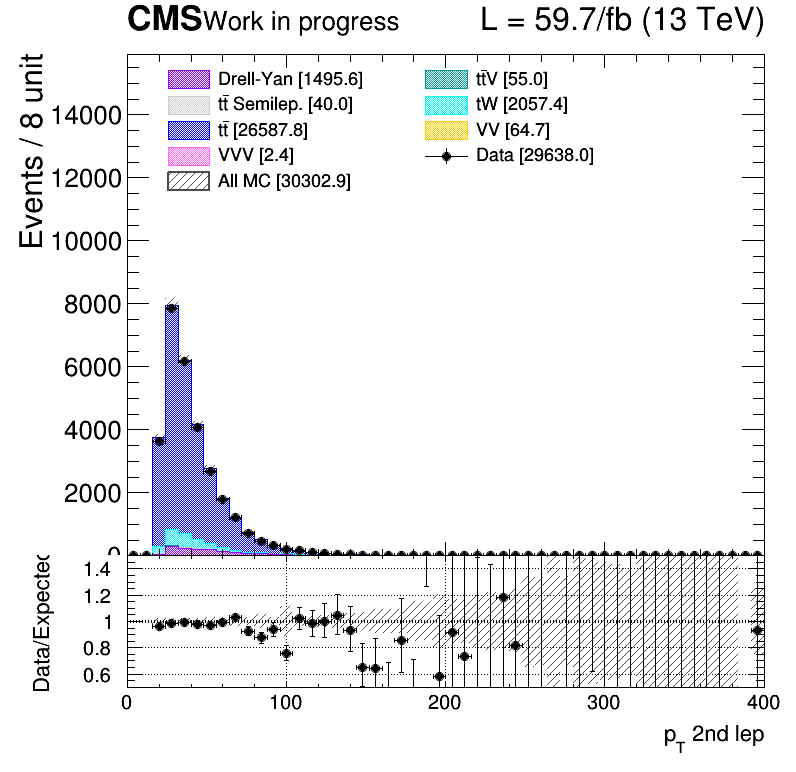 CMS Work in progress L = 59.7/fb (13 TeV)
Events / 8 unit
14000
12000
10000
8000
6000
4000
2000
0
Drell-Yan [1495.6]
tt̄ Semilep. [40.0]
tt̄ [26587.8]
VVV [2.4]
All MC [30302.9]
tt̄V [55.0]
tW [2057.4]
VV [64.7]
Data [29638.0]
Data/Expected
1.4
1.2
1
0.8
0.6
0 100 200 300 400
p_T 2nd lep